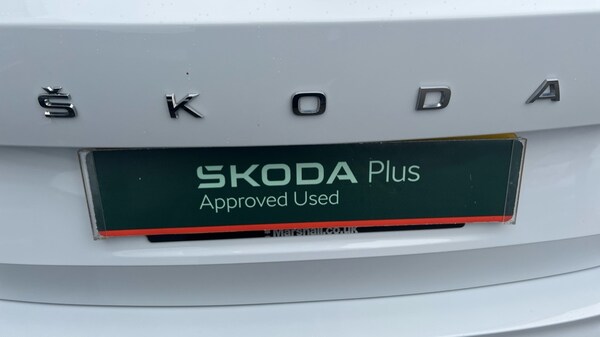 ŠKODA
ŠKODA Plus
Approved Used
Marshall.co.uk